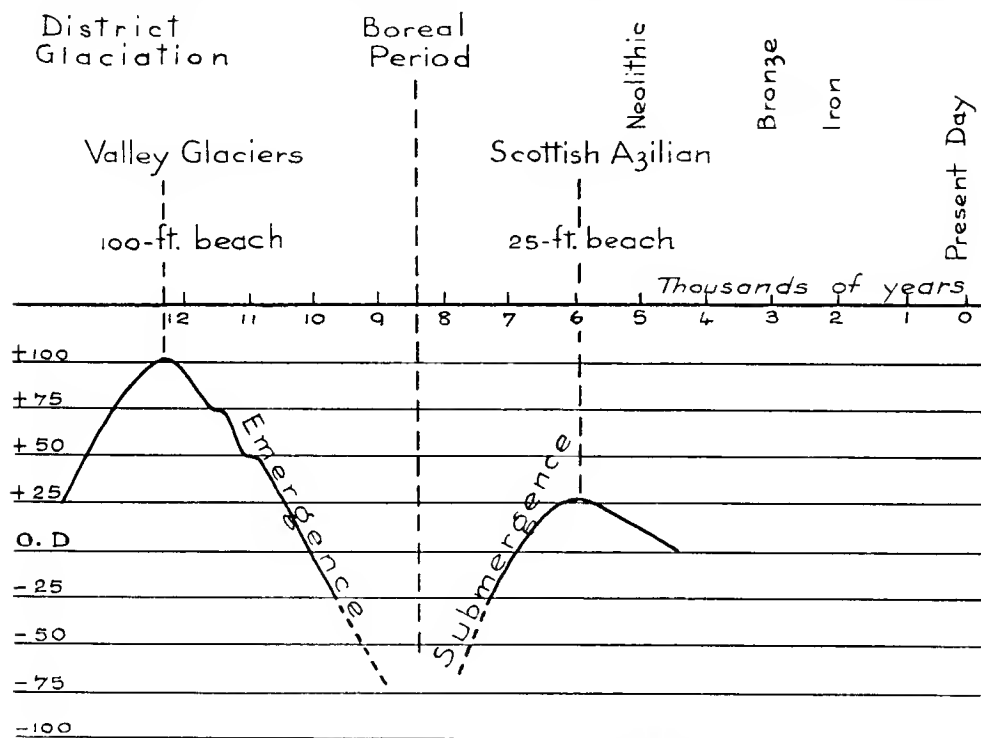 District
Glaciation
Boreal
Period
Neolithic
Bronze
Iron
Present Day
Valley Glaciers
Scottish Azilian
100-ft. beach
25-ft. beach
Thousands of years
12 11 10 9 8 7 6 5 4 3 2 1 0
+100
+75
+50
+25
O.D
-25
-50
-75
-100
Emergence
Submergence